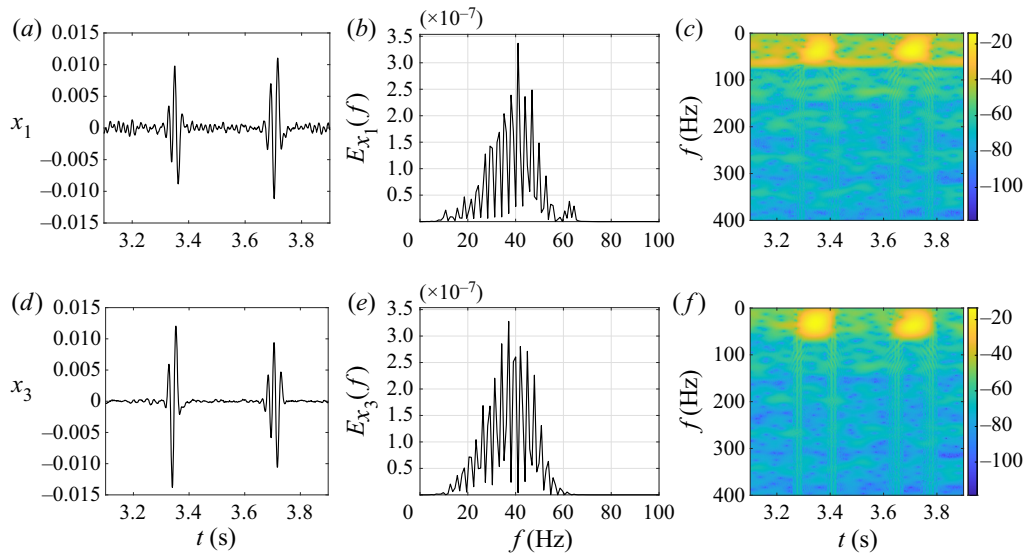 (a)
0.015
0.010
0.005
0
–0.005
–0.010
–0.015
x1
3.2 3.4 3.6 3.8
(b)
(×10–7)
3.5
3.0
2.5
2.0
1.5
1.0
0.5
Ex1(f)
0 20 40 60 80 100
(c)
0
100
200
300
400
f (Hz)
3.2 3.4 3.6 3.8
–20
–40
–60
–80
–100
(d)
0.015
0.010
0.005
0
–0.005
–0.010
–0.015
x3
3.2 3.4 3.6 3.8
t (s)
(e)
(×10–7)
3.5
3.0
2.5
2.0
1.5
1.0
0.5
Ex3(f)
0 20 40 60 80 100
f (Hz)
(f)
0
100
200
300
400
f (Hz)
3.2 3.4 3.6 3.8
t (s)
–20
–40
–60
–80
–100